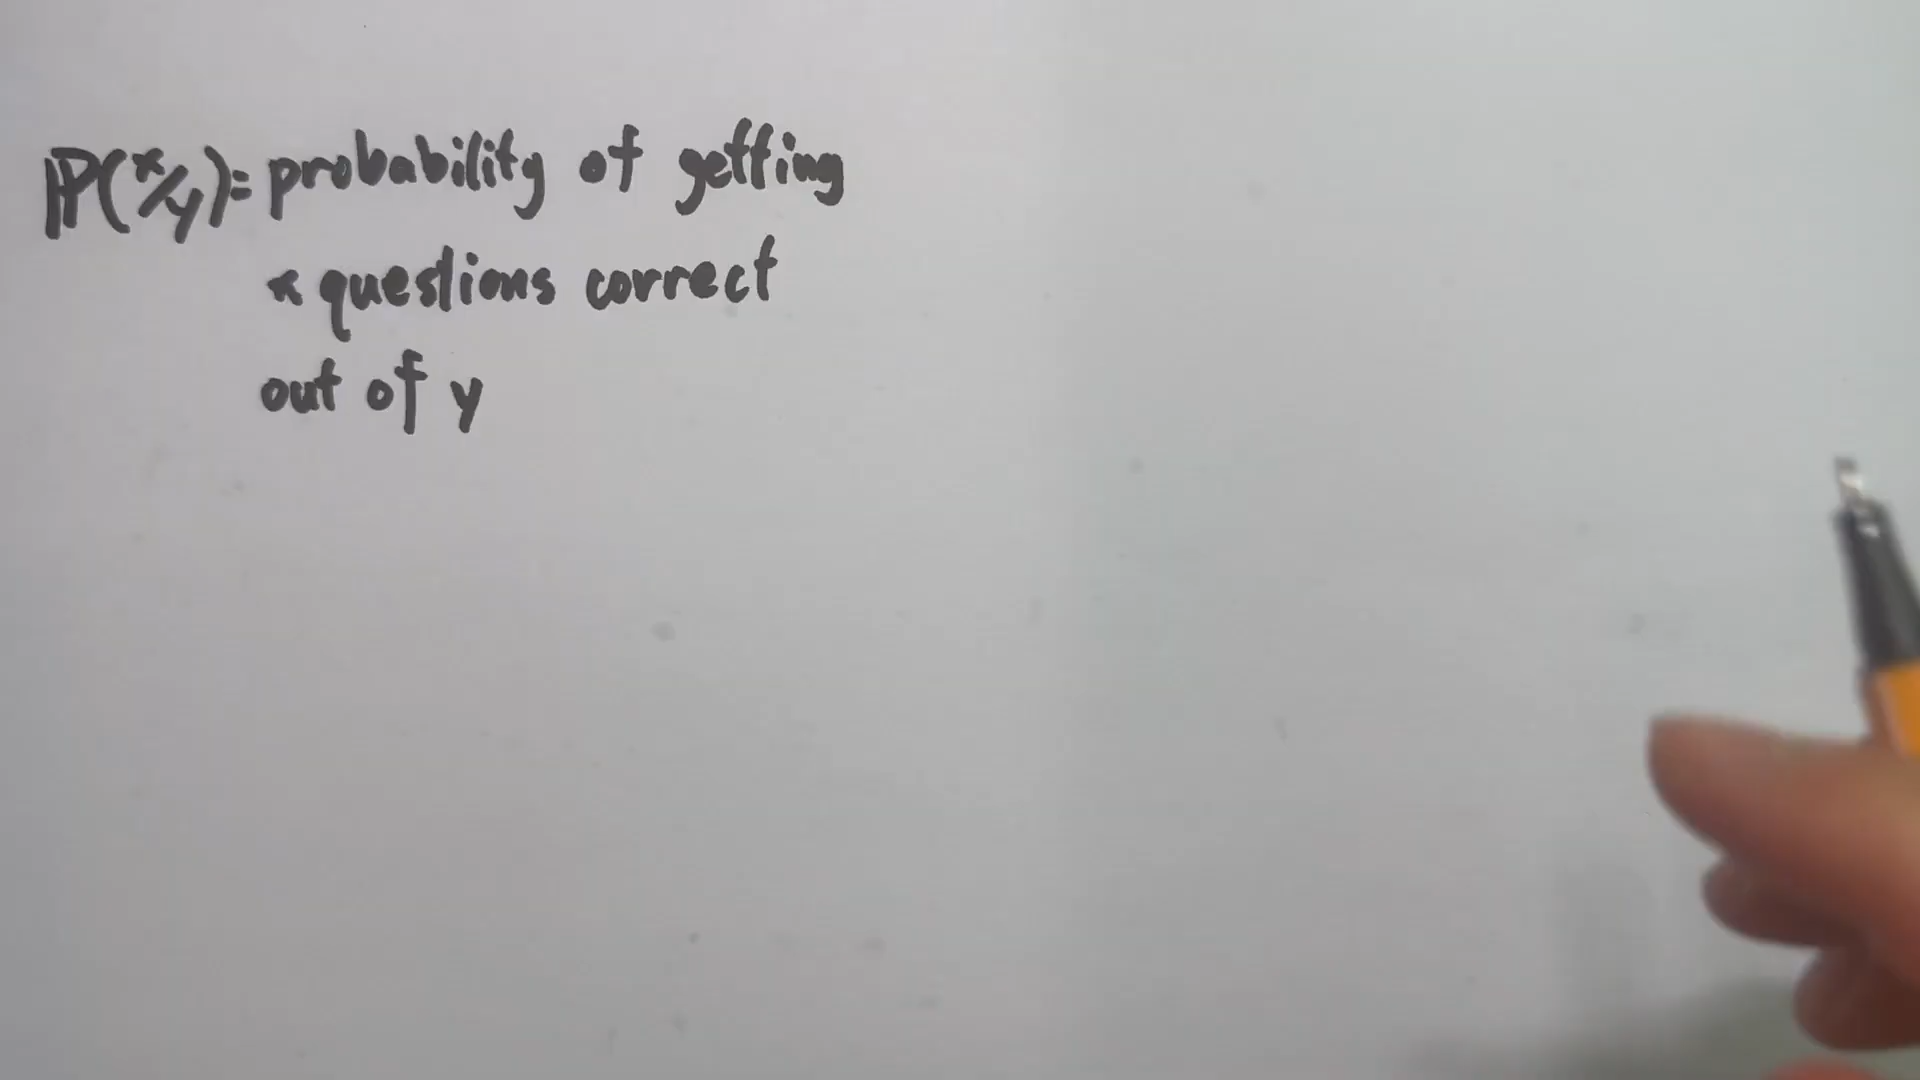 ℙ(x/y)= probability of getting
x questions correct
out of y